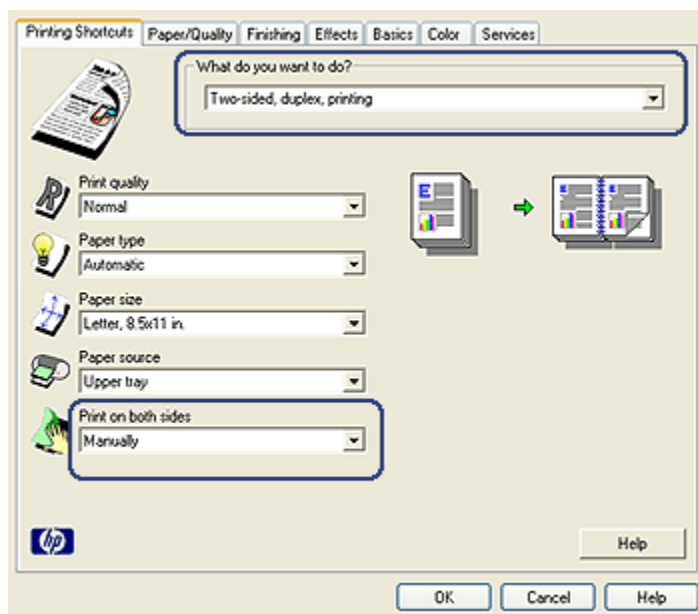 Printing Shortcuts Paper/Quality Finishing Effects Basics Color Services
What do you want to do?
Two-sided, duplex, printing
Print quality
Normal
Paper type
Automatic
Paper size
Letter, 8.5x11 in.
Paper source
Upper tray
Print on both sides
Manually
hp
Help
OK Cancel Help